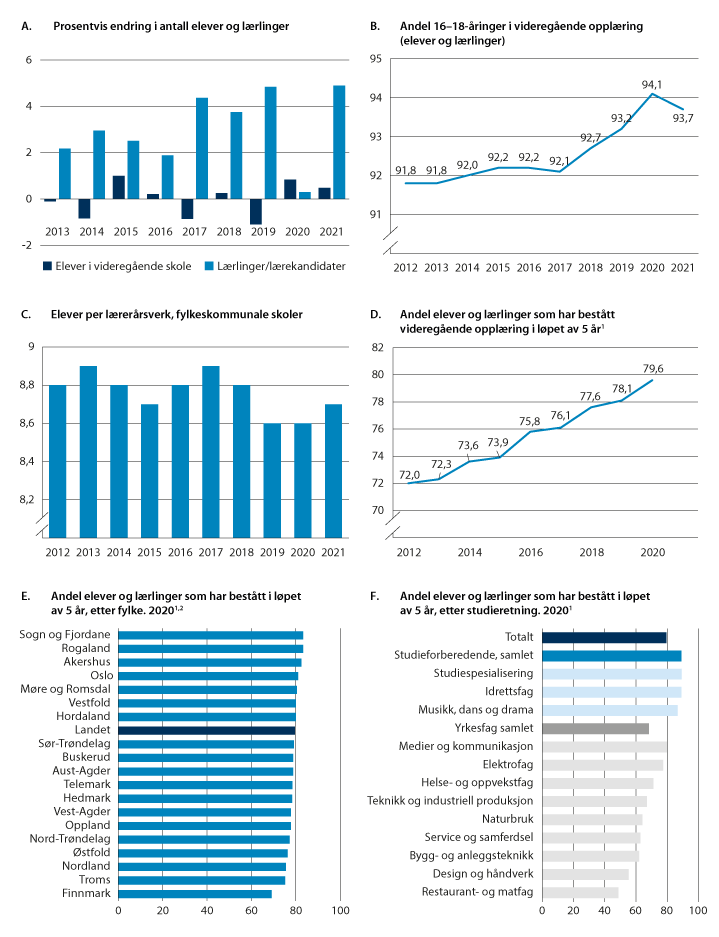 A. Prosentvis endring i antall elever og lærlinger
6
4
2
0
-2
2013 2014 2015 2016 2017 2018 2019 2020 2021
Elever i videregående skole Lærlinger/lærekandidater
B. Andel 16–18-åringer i videregående opplæring
(elever og lærlinger)
95
94
93
92
91
91,8 91,8 92,0 92,2 92,2 92,1 92,7 93,2 94,1 93,7
2012 2013 2014 2015 2016 2017 2018 2019 2020 2021
C. Elever per lærerårsverk, fylkeskommunale skoler
9
8,8
8,6
8,4
8,2
2012 2013 2014 2015 2016 2017 2018 2019 2020 2021
D. Andel elever og lærlinger som har bestått
videregående opplæring i løpet av 5 år¹
82
80
78
76
74
72
70
72,0 72,3 73,6 73,9 75,8 76,1 77,6 78,1 79,6
2012 2014 2016 2018 2020
E. Andel elever og lærlinger som har bestått i løpet
av 5 år, etter fylke. 2020¹,²
Sogn og Fjordane
Rogaland
Akershus
Oslo
Møre og Romsdal
Vestfold
Hordaland
Landet
Sør-Trøndelag
Buskerud
Aust-Agder
Telemark
Hedmark
Vest-Agder
Oppland
Nord-Trøndelag
Østfold
Nordland
Troms
Finnmark
0 20 40 60 80 100
F. Andel elever og lærlinger som har bestått i løpet
av 5 år, etter studieretning. 2020¹
Totalt
Studieforberedende, samlet
Studiespesialisering
Idrettsfag
Musikk, dans og drama
Yrkesfag samlet
Medier og kommunikasjon
Elektrofag
Helse- og oppvekstfag
Teknikk og industriell produksjon
Naturbruk
Service og samferdsel
Bygg- og anleggsteknikk
Design og håndverk
Restaurant- og matfag
0 20 40 60 80 100